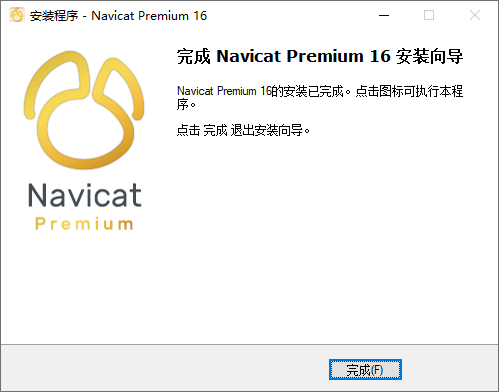 安装程序 - Navicat Premium 16
完成 Navicat Premium 16 安装向导
Navicat Premium 16的安装已完成。点击图标可执行本程
序。
点击 完成 退出安装向导。
Navicat
Premium
完成(F)